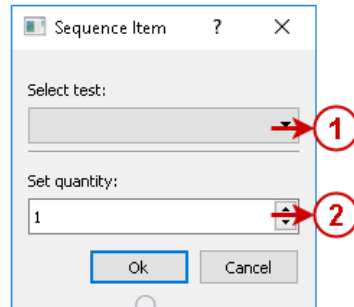 Sequence Item ?
Select test:
1
Set quantity:
1
2
Ok Cancel